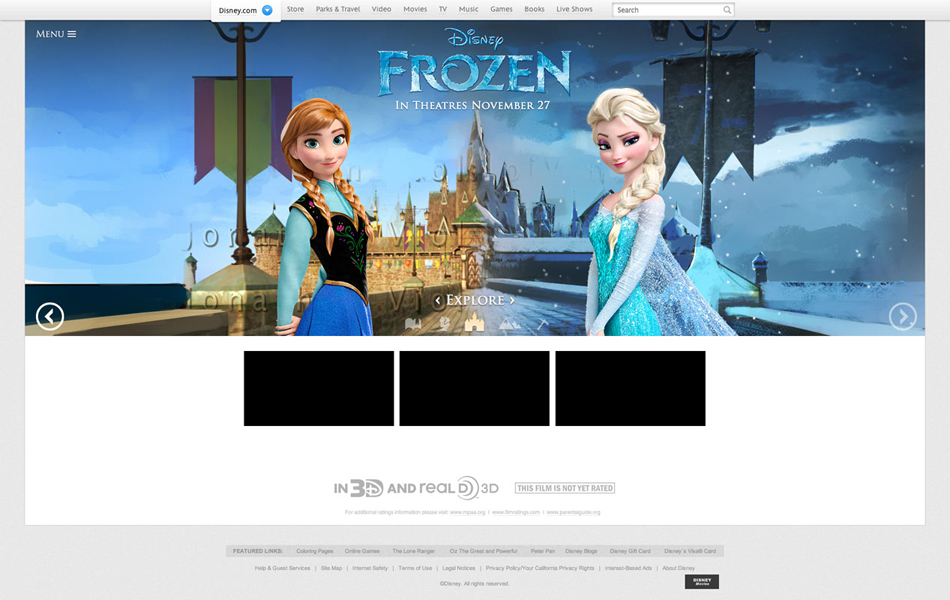 Disney.com Store Parks & Travel Video Movies TV Music Games Books Live Shows Search
MENU
Disney
FROZEN
IN THEATRES NOVEMBER 27
‹ EXPLORE ›
IN 3D AND REAL D 3D THIS FILM IS NOT YET RATED
For additional ratings information please visit: www.mpaa.org | www.filmratings.com | www.parentalguide.org
FEATURED LINKS: Coloring Pages Online Games The Lone Ranger Oz The Great and Powerful Peter Pan Disney Blogs Disney Gift Card Disney's Visa® Card
Help & Guest Services | Site Map | Internet Safety | Terms of Use | Legal Notices | Privacy Policy/Your California Privacy Rights | Interest-Based Ads | About Disney
©Disney. All rights reserved.
DISNEY
Movies